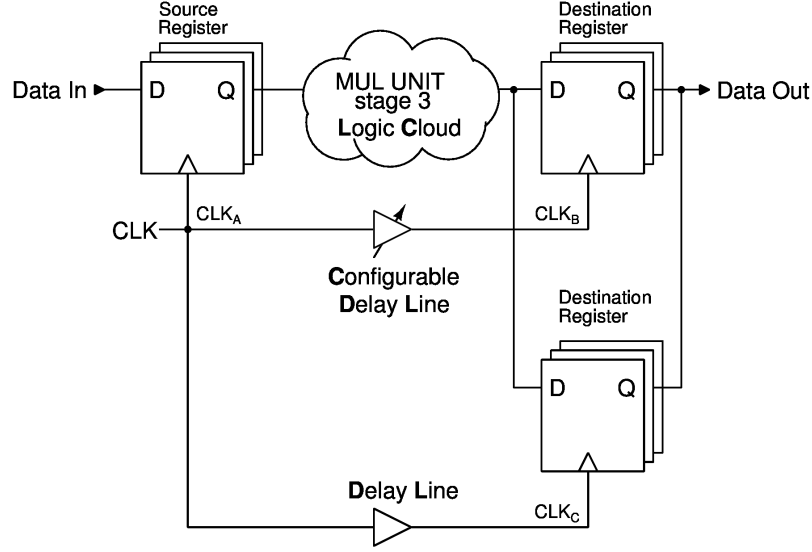 Source
Register
Destination
Register
Data In
D
Q
MUL UNIT
stage 3
Logic Cloud
D
Q
Data Out
CLK
CLKA
CLKB
Configurable
Delay Line
Destination
Register
D
Q
Delay Line
CLKC